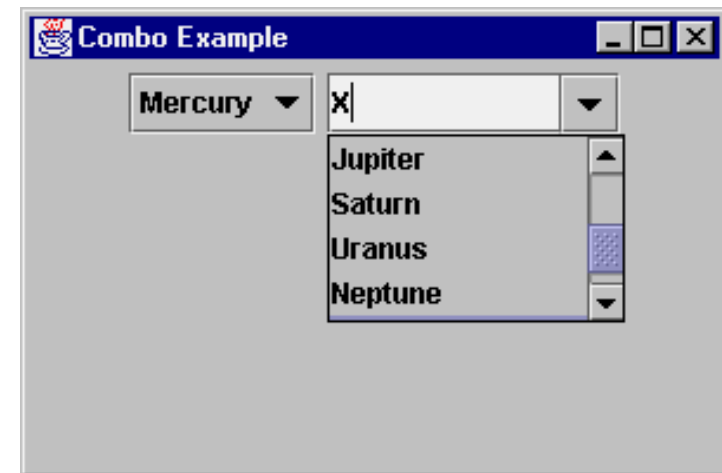 Combo Example
Mercury X
Jupiter
Saturn
Uranus
Neptune